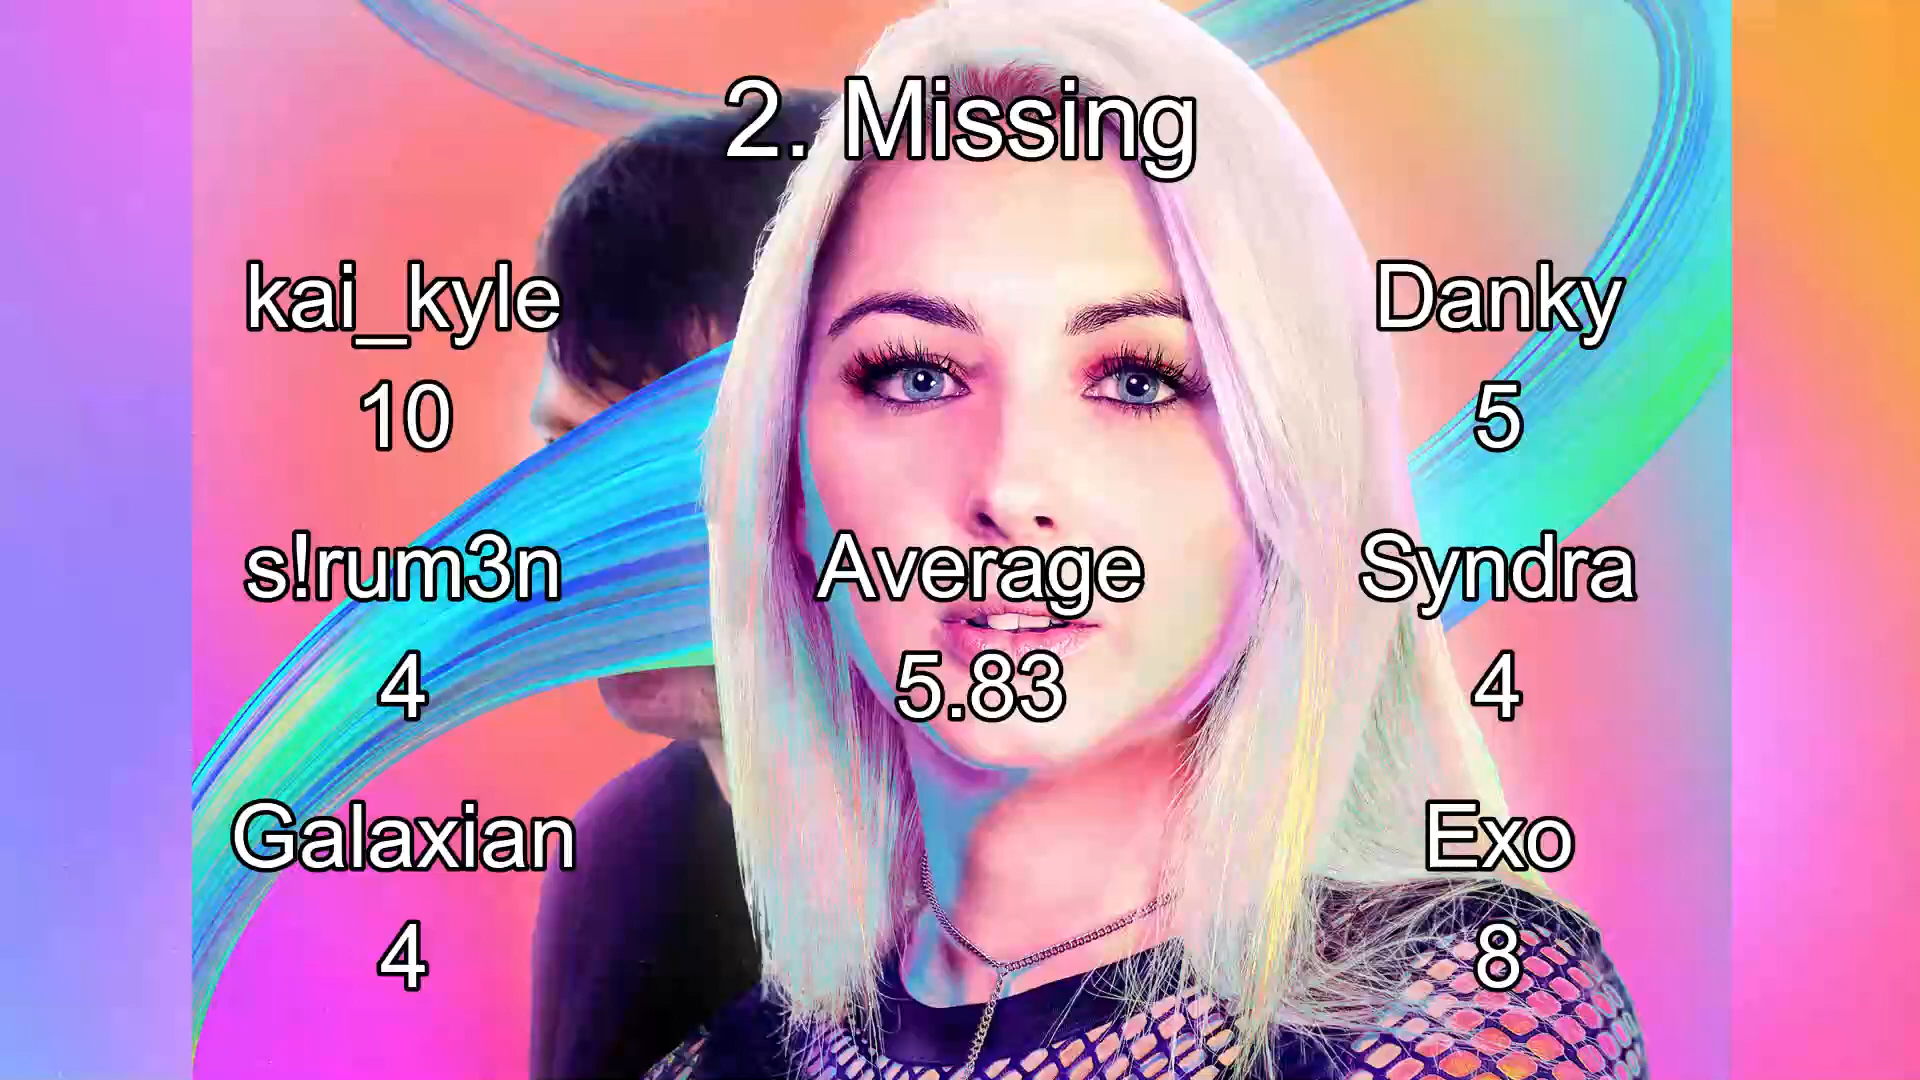 2. Missing
kai_kyle
10
Danky
5
s!rum3n
4
Average
5.83
Syndra
4
Galaxian
4
Exo
8